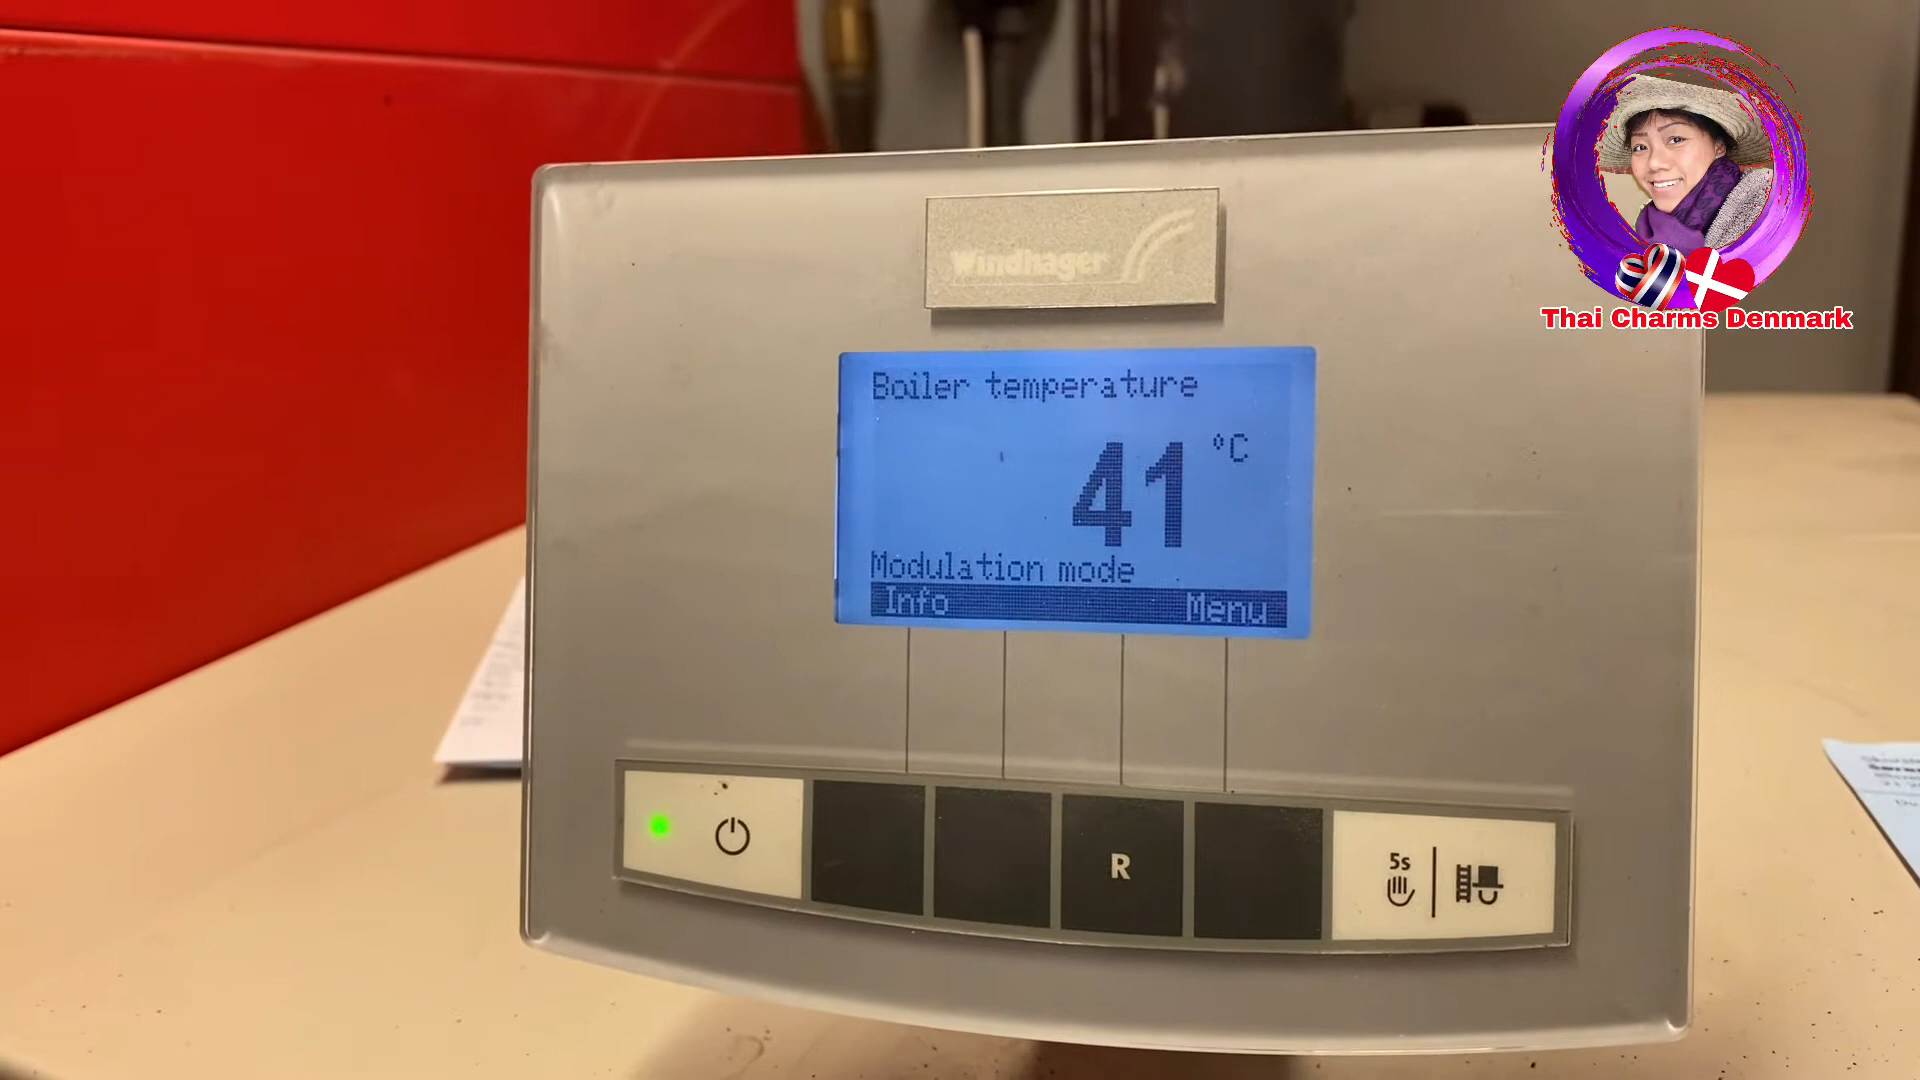 Windhager
Thai Charms Denmark
Boiler temperature
41 °C
Modulation mode
Info Menu
R
5s